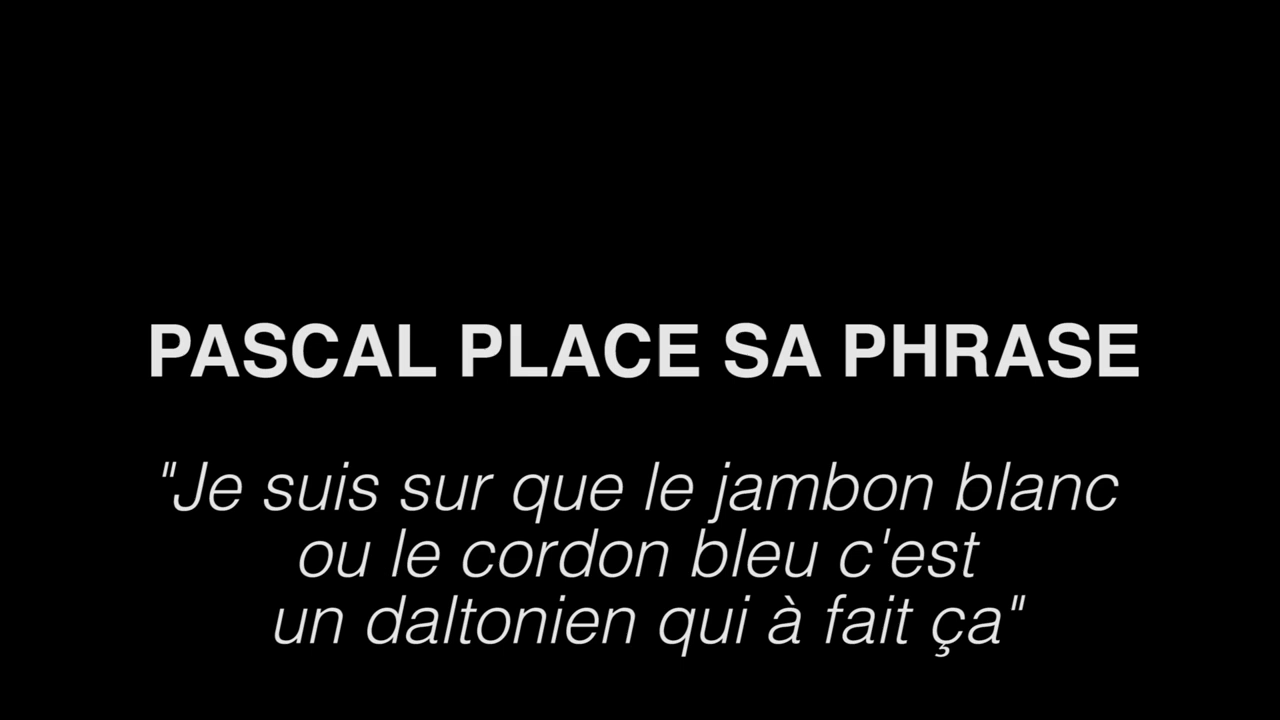 PASCAL PLACE SA PHRASE
"Je suis sur que le jambon blanc
ou le cordon bleu c'est
un daltonien qui à fait ça"